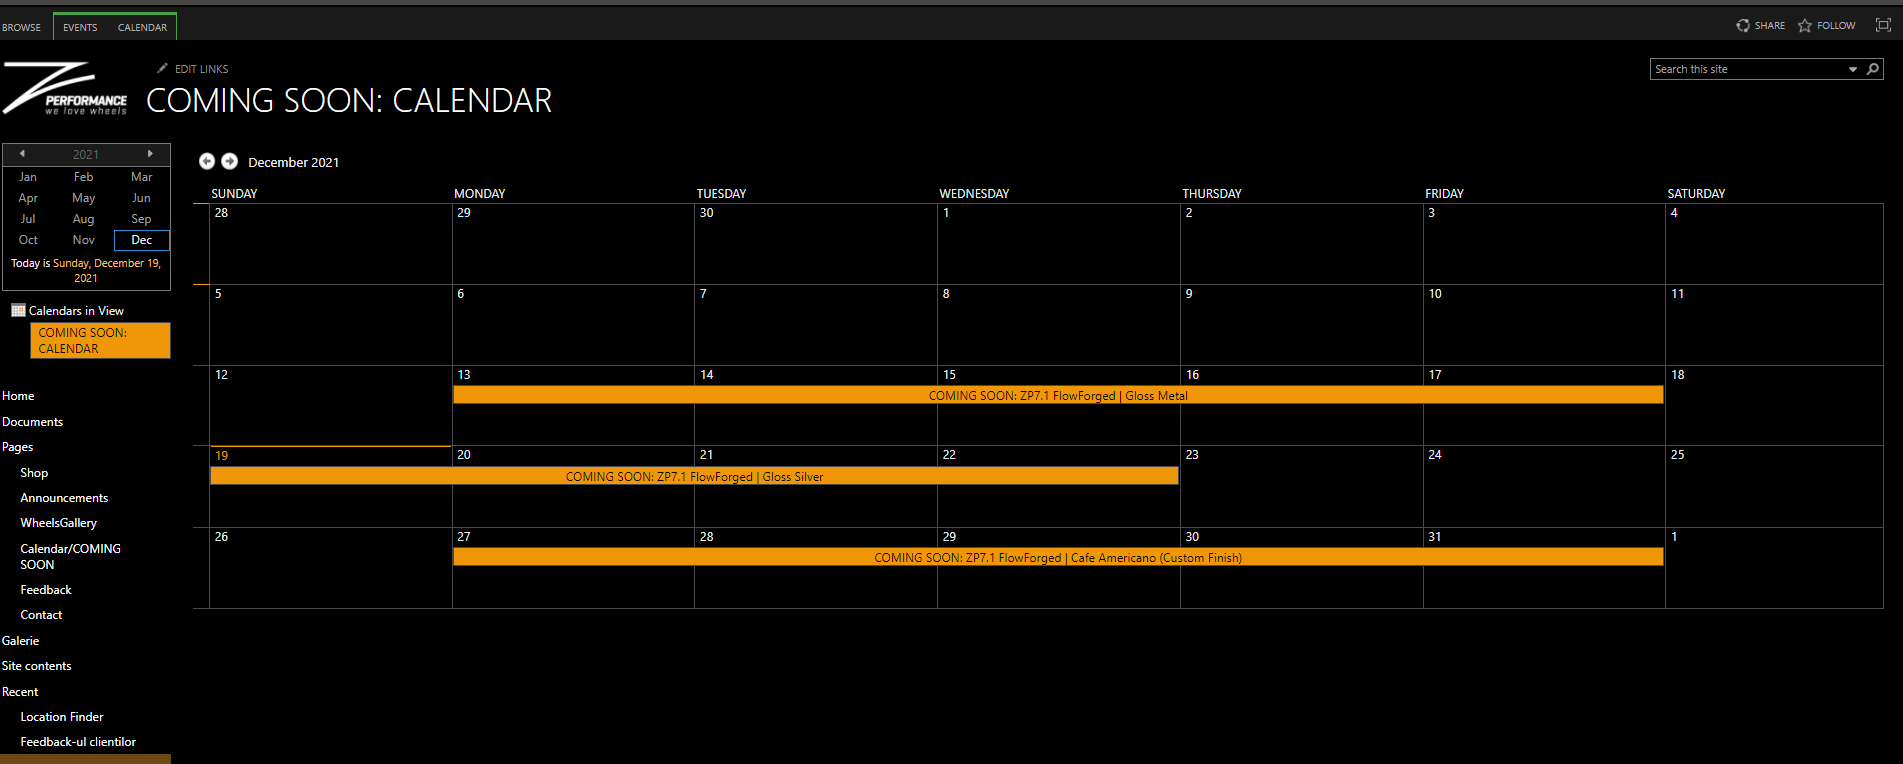 BROWSE EVENTS CALENDAR SHARE FOLLOW
EDIT LINKS
Search this site
COMING SOON: CALENDAR
PERFORMANCE
we love wheels
2021
Jan Feb Mar
Apr May Jun
Jul Aug Sep
Oct Nov Dec
Today is Sunday, December 19,
2021
Calendars in View
COMING SOON:
CALENDAR
Home
Documents
Pages
Shop
Announcements
WheelsGallery
Calendar/COMING
SOON
Feedback
Contact
Galerie
Site contents
Recent
Location Finder
Feedback-ul clientilor
December 2021
SUNDAY MONDAY TUESDAY WEDNESDAY THURSDAY FRIDAY SATURDAY
28 29 30 1 2 3 4
5 6 7 8 9 10 11
12 13 14 15 16 17 18
COMING SOON: ZP7.1 FlowForged | Gloss Metal
19 20 21 22 23 24 25
COMING SOON: ZP7.1 FlowForged | Gloss Silver
26 27 28 29 30 31 1
COMING SOON: ZP7.1 FlowForged | Cafe Americano (Custom Finish)